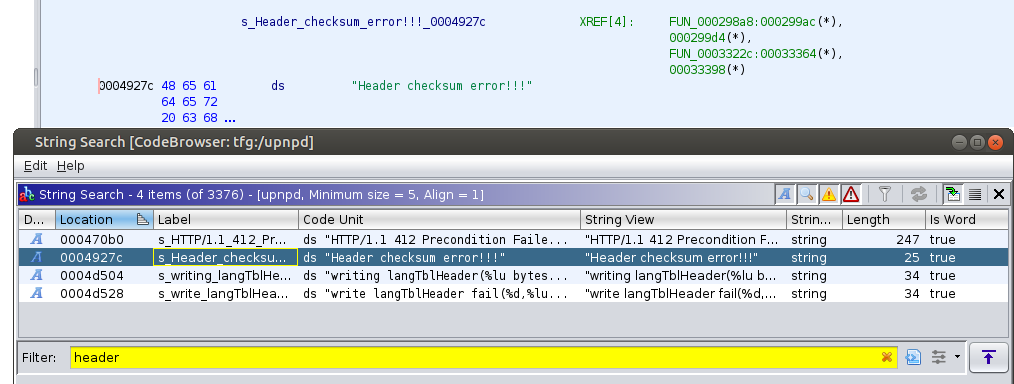 s_Header_checksum_error!!!_0004927c XREF[4]: FUN_000298a8:000299ac(*),
000299d4(*),
FUN_0003322c:00033364(*),
00033398(*)
0004927c 48 65 61 ds "Header checksum error!!!"
64 65 72
20 63 68 ...
String Search [CodeBrowser: tfg:/upnpd]
Edit Help
String Search - 4 items (of 3376) - [upnpd, Minimum size = 5, Align = 1]
D... Location Label Code Unit String View Strin... Length Is Word
A 000470b0 s_HTTP/1.1_412_Pr... ds "HTTP/1.1 412 Precondition Faile... "HTTP/1.1 412 Precondition F... string 247 true
A 0004927c s_Header_checksu... ds "Header checksum error!!!" "Header checksum error!!!" string 25 true
A 0004d504 s_writing_langTblHe... ds "writing langTblHeader(%lu bytes... "writing langTblHeader(%lu b... string 34 true
A 0004d528 s_write_langTblHea... ds "write langTblHeader fail(%d,%lu... "write langTblHeader fail(%d,... string 34 true
Filter: header